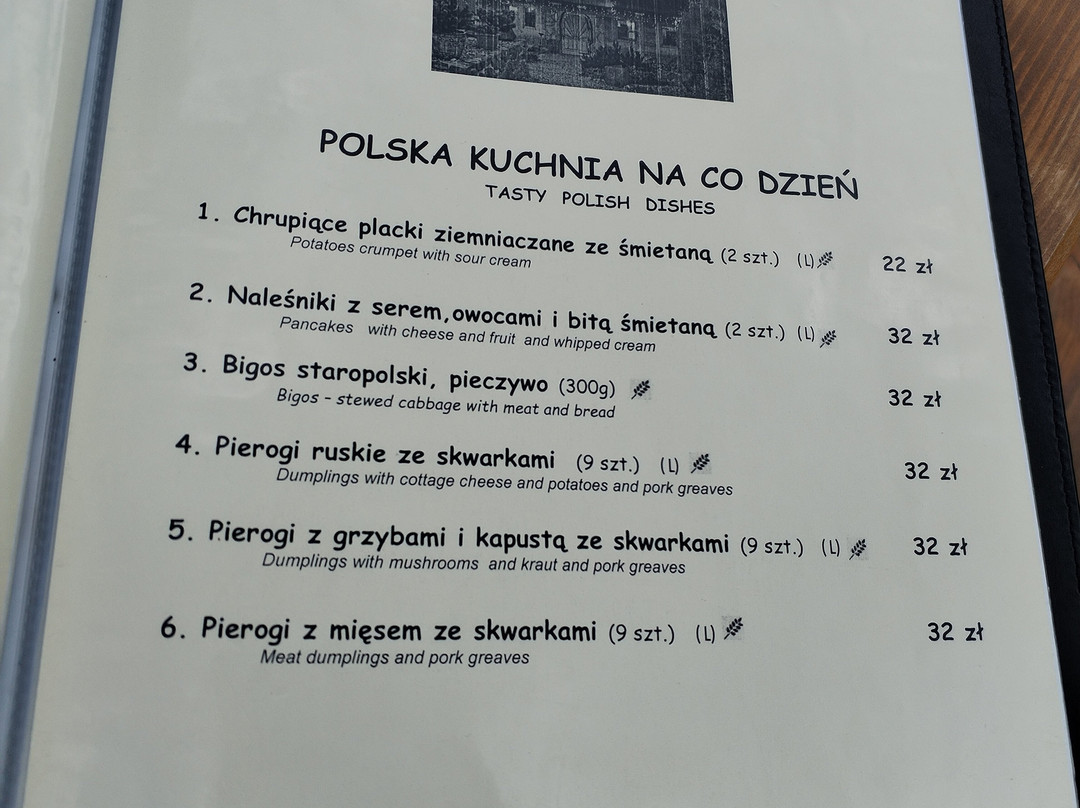 POLSKA KUCHNIA NA CO DZIEŃ
TASTY POLISH DISHES
1. Chrupiące placki ziemniaczane ze śmietaną (2 szt.) (L) 22 zł
Potatoes crumpet with sour cream
2. Naleśniki z serem,owocami i bitą śmietaną (2 szt.) (L) 32 zł
Pancakes with cheese and fruit and whipped cream
3. Bigos staropolski, pieczywo (300g) 32 zł
Bigos - stewed cabbage with meat and bread
4. Pierogi ruskie ze skwarkami (9 szt.) (L) 32 zł
Dumplings with cottage cheese and potatoes and pork greaves
5. Pierogi z grzybami i kapustą ze skwarkami (9 szt.) (L) 32 zł
Dumplings with mushrooms and kraut and pork greaves
6. Pierogi z mięsem ze skwarkami (9 szt.) (L) 32 zł
Meat dumplings and pork greaves